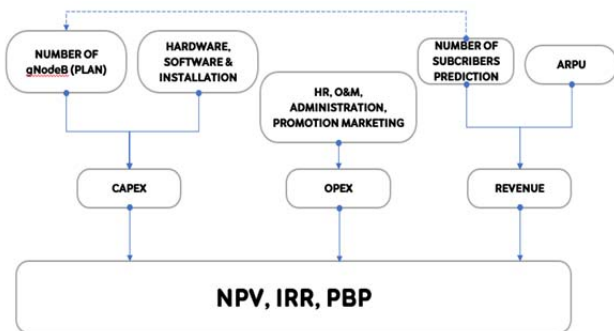 NUMBER OF
gNodeB (PLAN)
HARDWARE,
SOFTWARE &
INSTALLATION
HR, O&M,
ADMINISTRATION,
PROMOTION MARKETING
NUMBER OF
SUBCRIBERS
PREDICTION
ARPU
CAPEX
OPEX
REVENUE
NPV, IRR, PBP